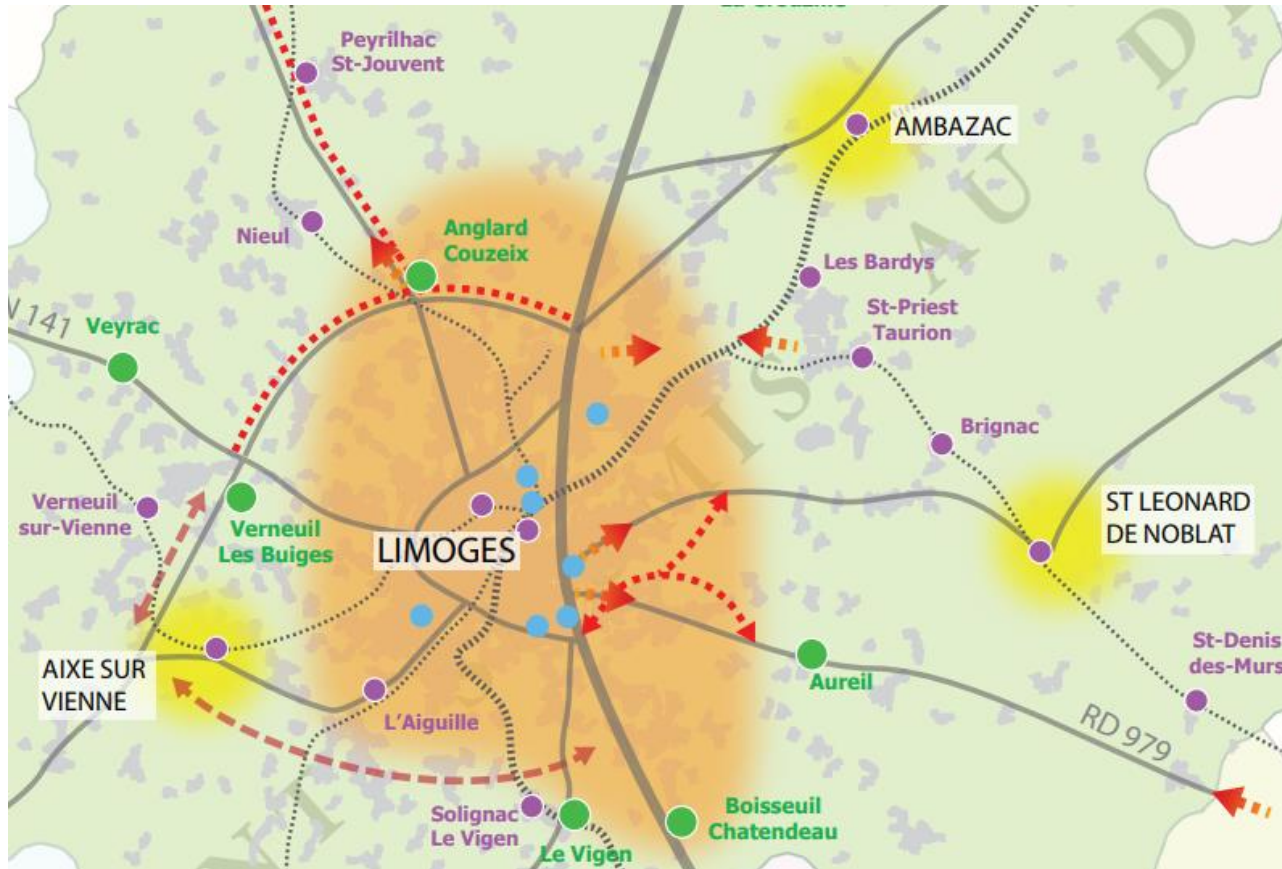 Peyrilhac
St-Jouvent
AMBAZAC
Nieul
Anglard
Couzeix
Les Bardys
St-Priest
Taurion
N 141
Veyrac
Brignac
Verneuil
sur-Vienne
Verneuil
Les Buiges
LIMOGES
ST LEONARD
DE NOBLAT
AIXE SUR
VIENNE
L'Aiguille
Aureil
St-Denis
des-Murs
RD 979
Solignac
Le Vigen
Le Vigen
Boisseuil
Chatendeau